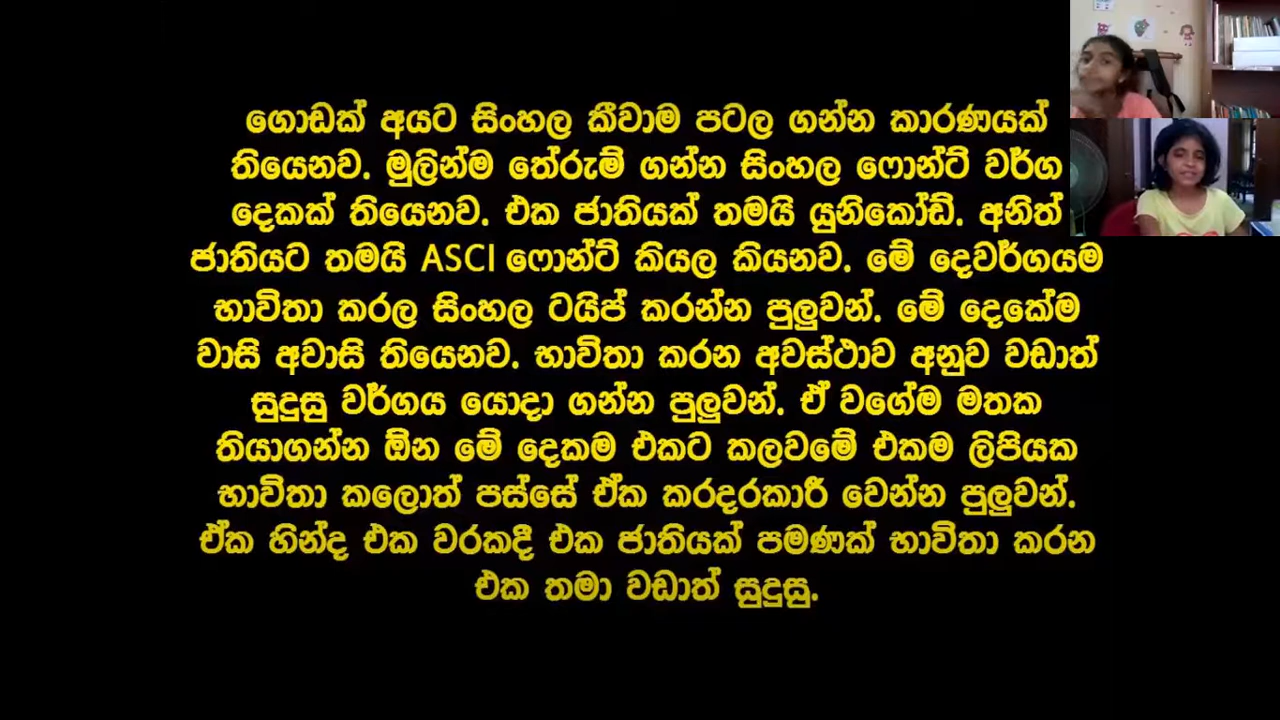 ගොඩක් අයට සිංහල කීවාම පටල ගන්න කාරණයක්
තියෙනව. මුලින්ම තේරුම් ගන්න සිංහල ෆොන්ට් වර්ග
දෙකක් තියෙනව. එක ජාතියක් තමයි යුනිකෝඩ්. අනිත්
ජාතියට තමයි ASCI ෆොන්ට් කියල කියනව. මේ දෙවර්ගයම
භාවිතා කරල සිංහල ටයිප් කරන්න පුලුවන්. මේ දෙකේම
වාසි අවාසි තියෙනව. භාවිතා කරන අවස්ථාව අනුව වඩාත්
සුදුසු වර්ගය යොදා ගන්න පුලුවන්. ඒ වගේම මතක
තියාගන්න ඕන මේ දෙකම එකට කලවමේ එකම ලිපියක
භාවිතා කලොත් පස්සේ ඒක කරදරකාරී වෙන්න පුලුවන්.
ඒක හින්ද එක වරකදී එක ජාතියක් පමණක් භාවිතා කරන
එක තමා වඩාත් සුදුසු.